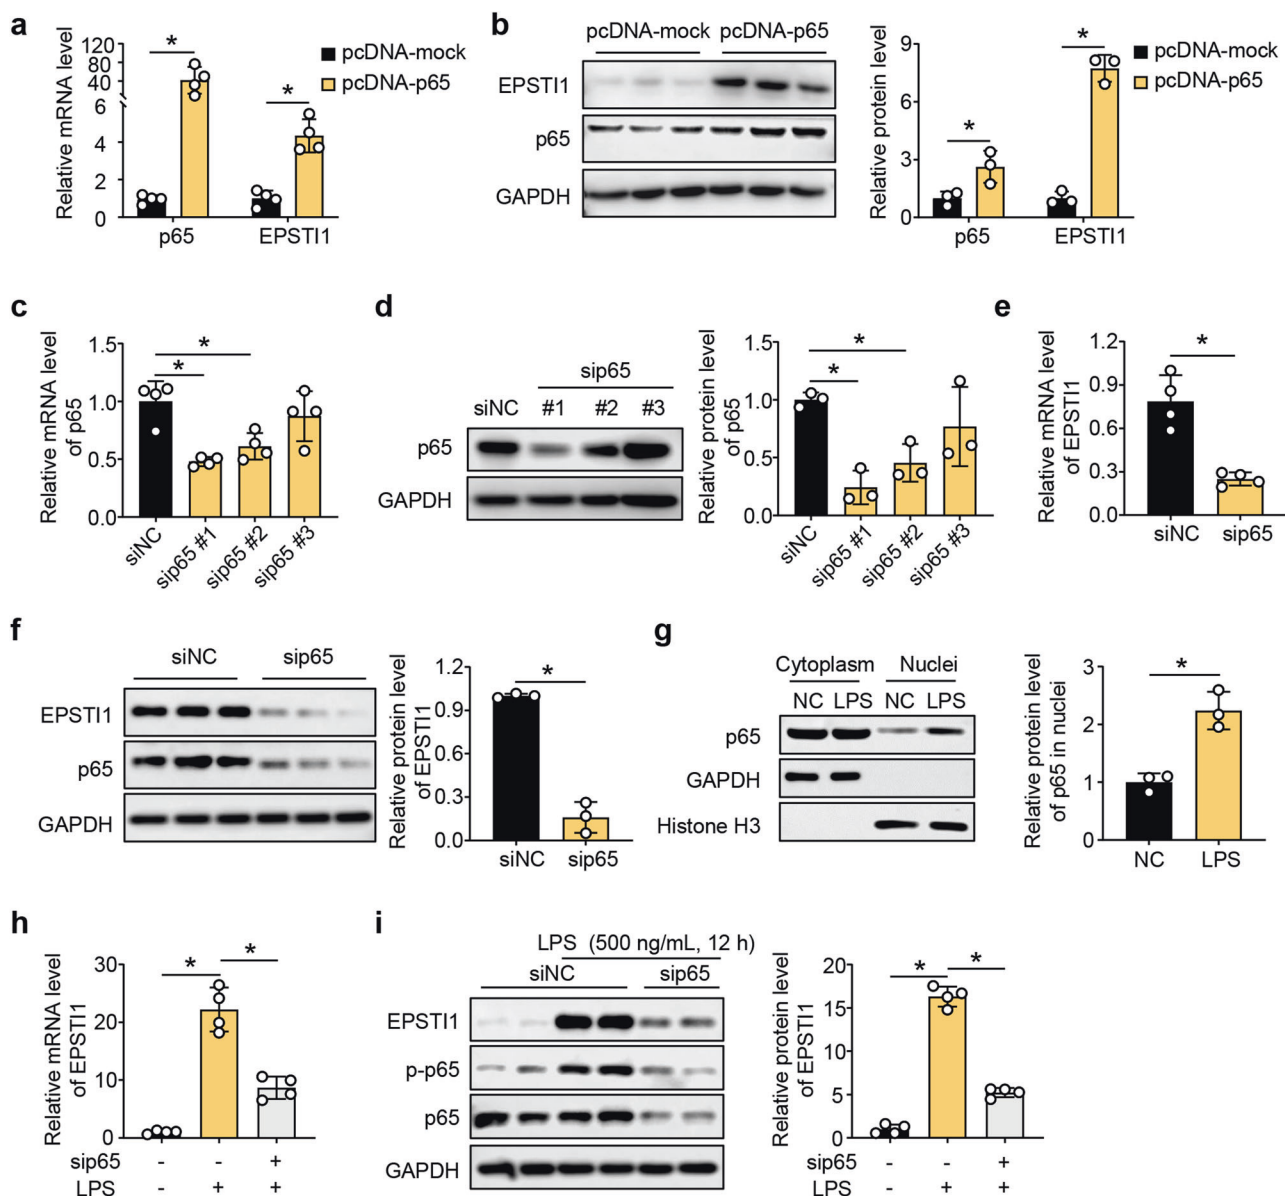 a
Relative mRNA level
120
80
40
6
4
2
0
*
*
p65
EPSTI1
pcDNA-mock
pcDNA-p65
b
pcDNA-mock pcDNA-p65
EPSTI1
p65
GAPDH
Relative protein level
9
6
3
0
*
*
p65
EPSTI1
pcDNA-mock
pcDNA-p65
c
Relative mRNA level
of p65
1.5
1.0
0.5
0.0
*
*
siNC
sip65 #1
sip65 #2
sip65 #3
d
sip65
siNC #1 #2 #3
p65
GAPDH
Relative protein level
of p65
1.5
1.0
0.5
0.0
*
*
siNC
sip65 #1
sip65 #2
sip65 #3
e
Relative mRNA level
of EPSTI1
1.2
0.9
0.6
0.3
0.0
*
siNC sip65
f
siNC sip65
EPSTI1
p65
GAPDH
Relative protein level
of EPSTI1
1.2
0.9
0.6
0.3
0.0
*
siNC sip65
g
Cytoplasm Nuclei
NC LPS NC LPS
p65
GAPDH
Histone H3
Relative protein level
of p65 in nuclei
3
2
1
0
*
NC LPS
h
Relative mRNA level
of EPSTI1
30
20
10
0
*
*
sip65 - - +
LPS - + +
i
LPS (500 ng/mL, 12 h)
siNC sip65
EPSTI1
p-p65
p65
GAPDH
Relative protein level
of EPSTI1
20
15
10
5
0
*
*
sip65 - - +
LPS - + +